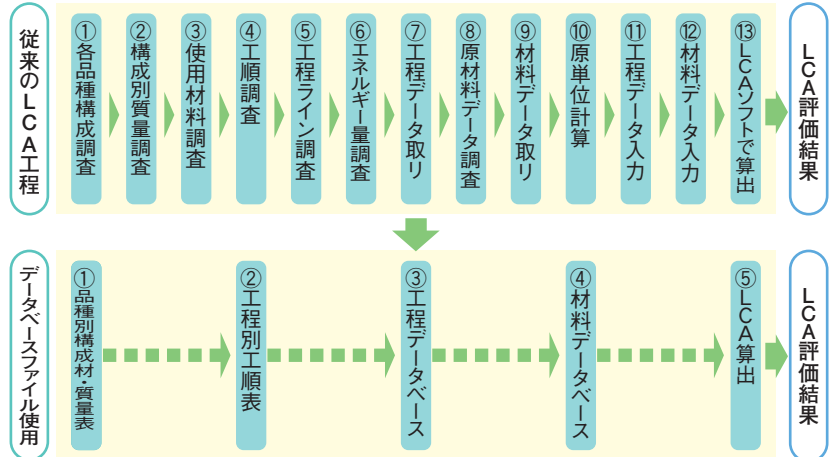 従来のLCA工程
①各品種構成調査
②構成別質量調査
③使用材料調査
④工順調査
⑤工程ライン調査
⑥エネルギー量調査
⑦工程データ取り
⑧原材料データ調査
⑨材料データ取り
⑩原単位計算
⑪工程データ入力
⑫材料データ入力
⑬LCAソフトで算出
LCA評価結果
データベースファイル使用
①品種別構成材・質量表
②工程別工順表
③工程データベース
④材料データベース
⑤LCA算出
LCA評価結果